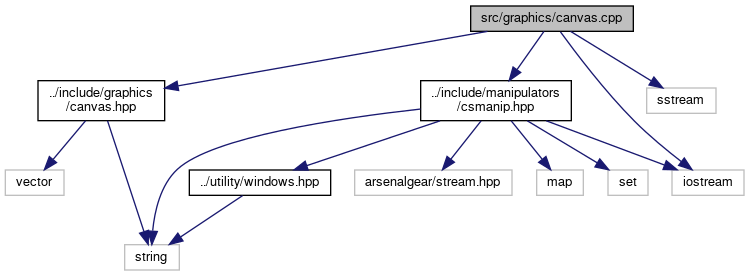 src/graphics/canvas.cpp
../include/graphics
/canvas.hpp
../include/manipulators
/csmanip.hpp
sstream
vector
../utility/windows.hpp
arsenalgear/stream.hpp
map
set
iostream
string